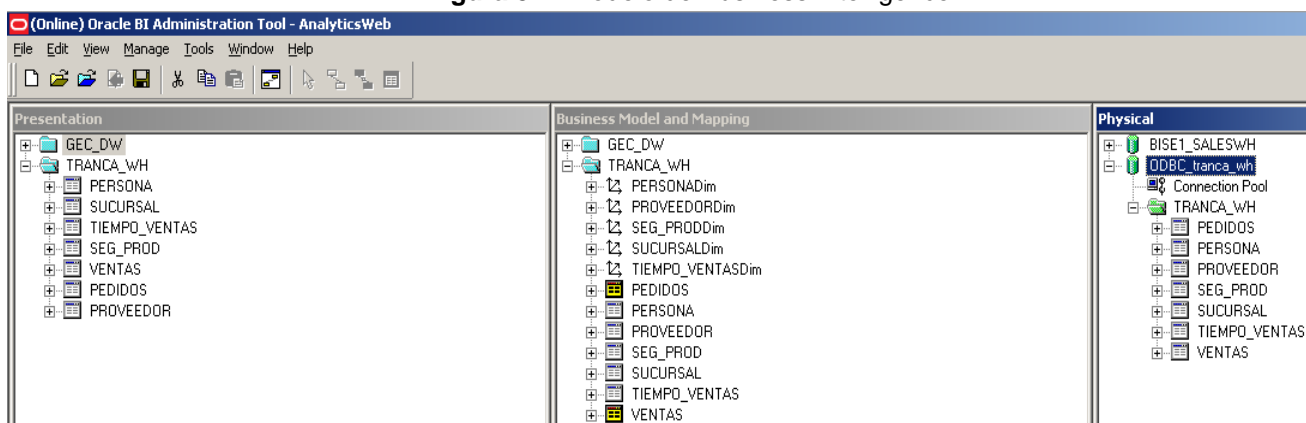 (Online) Oracle BI Administration Tool - AnalyticsWeb
File Edit View Manage Tools Window Help
Presentation
GEC_DW
TRANCA_WH
PERSONA
SUCURSAL
TIEMPO_VENTAS
SEG_PROD
VENTAS
PEDIDOS
PROVEEDOR
Business Model and Mapping
GEC_DW
TRANCA_WH
PERSONADim
PROVEEDORDim
SEG_PRODDim
SUCURSALDim
TIEMPO_VENTASDim
PEDIDOS
PERSONA
PROVEEDOR
SEG_PROD
SUCURSAL
TIEMPO_VENTAS
VENTAS
Physical
BISE1_SALESWH
ODBC_tranca_wh
Connection Pool
TRANCA_WH
PEDIDOS
PERSONA
PROVEEDOR
SEG_PROD
SUCURSAL
TIEMPO_VENTAS
VENTAS